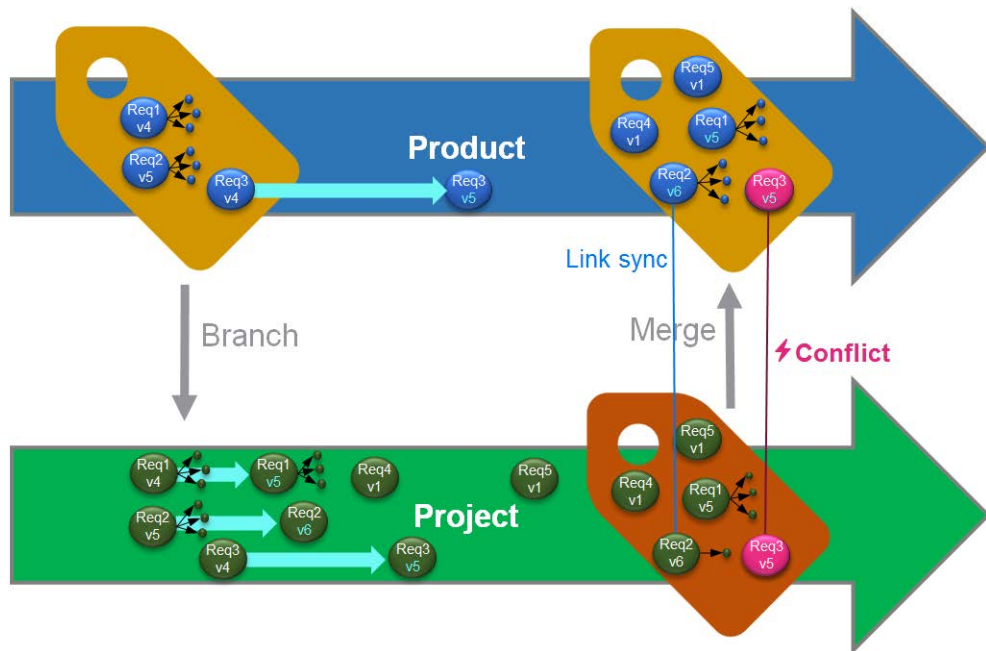 Req5
v1
Req1
v4
Req4
v1
Req1
v5
Req2
v5
Product
Req3
v4
Req3
v5
Req2
v6
Req3
v5
Link sync
Branch
Merge
Conflict
Req5
v1
Req1
v4
Req1
v5
Req4
v1
Req5
v1
Req4
v1
Req1
v5
Req2
v5
Req2
v6
Project
Req3
v4
Req3
v5
Req2
v6
Req3
v5